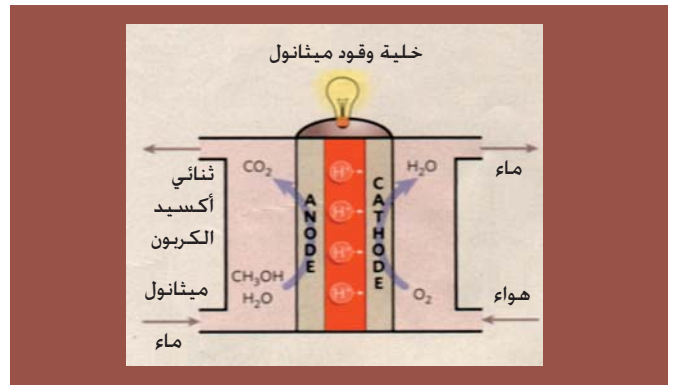 خلية وقود ميثانول
ثنائي
أكسيد
الكربون
ميثانول
ماء
CO₂
CH₃OH
H₂O
ANODE
H⁺
H⁺
H⁺
H⁺
CATHODE
H₂O
O₂
ماء
هواء